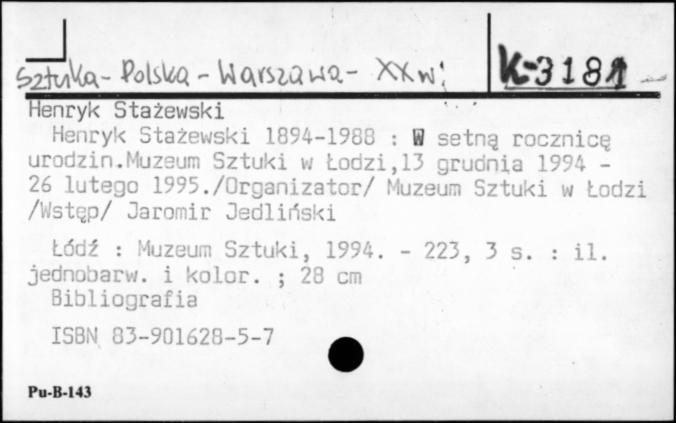 Sztuka - Polska - Warszawa - XX w.
K-3181
Henryk Stażewski
Henryk Stażewski 1894-1988 : W setną rocznicę
urodzin.Muzeum Sztuki w Łodzi,13 grudnia 1994 -
26 lutego 1995./Organizator/ Muzeum Sztuki w Łodzi
/Wstęp/ Jaromir Jedliński
Łódź : Muzeum Sztuki, 1994. - 223, 3 s. : il.
jednobarw. i kolor. ; 28 cm
Bibliografia
ISBN 83-901628-5-7
Pu-B-143